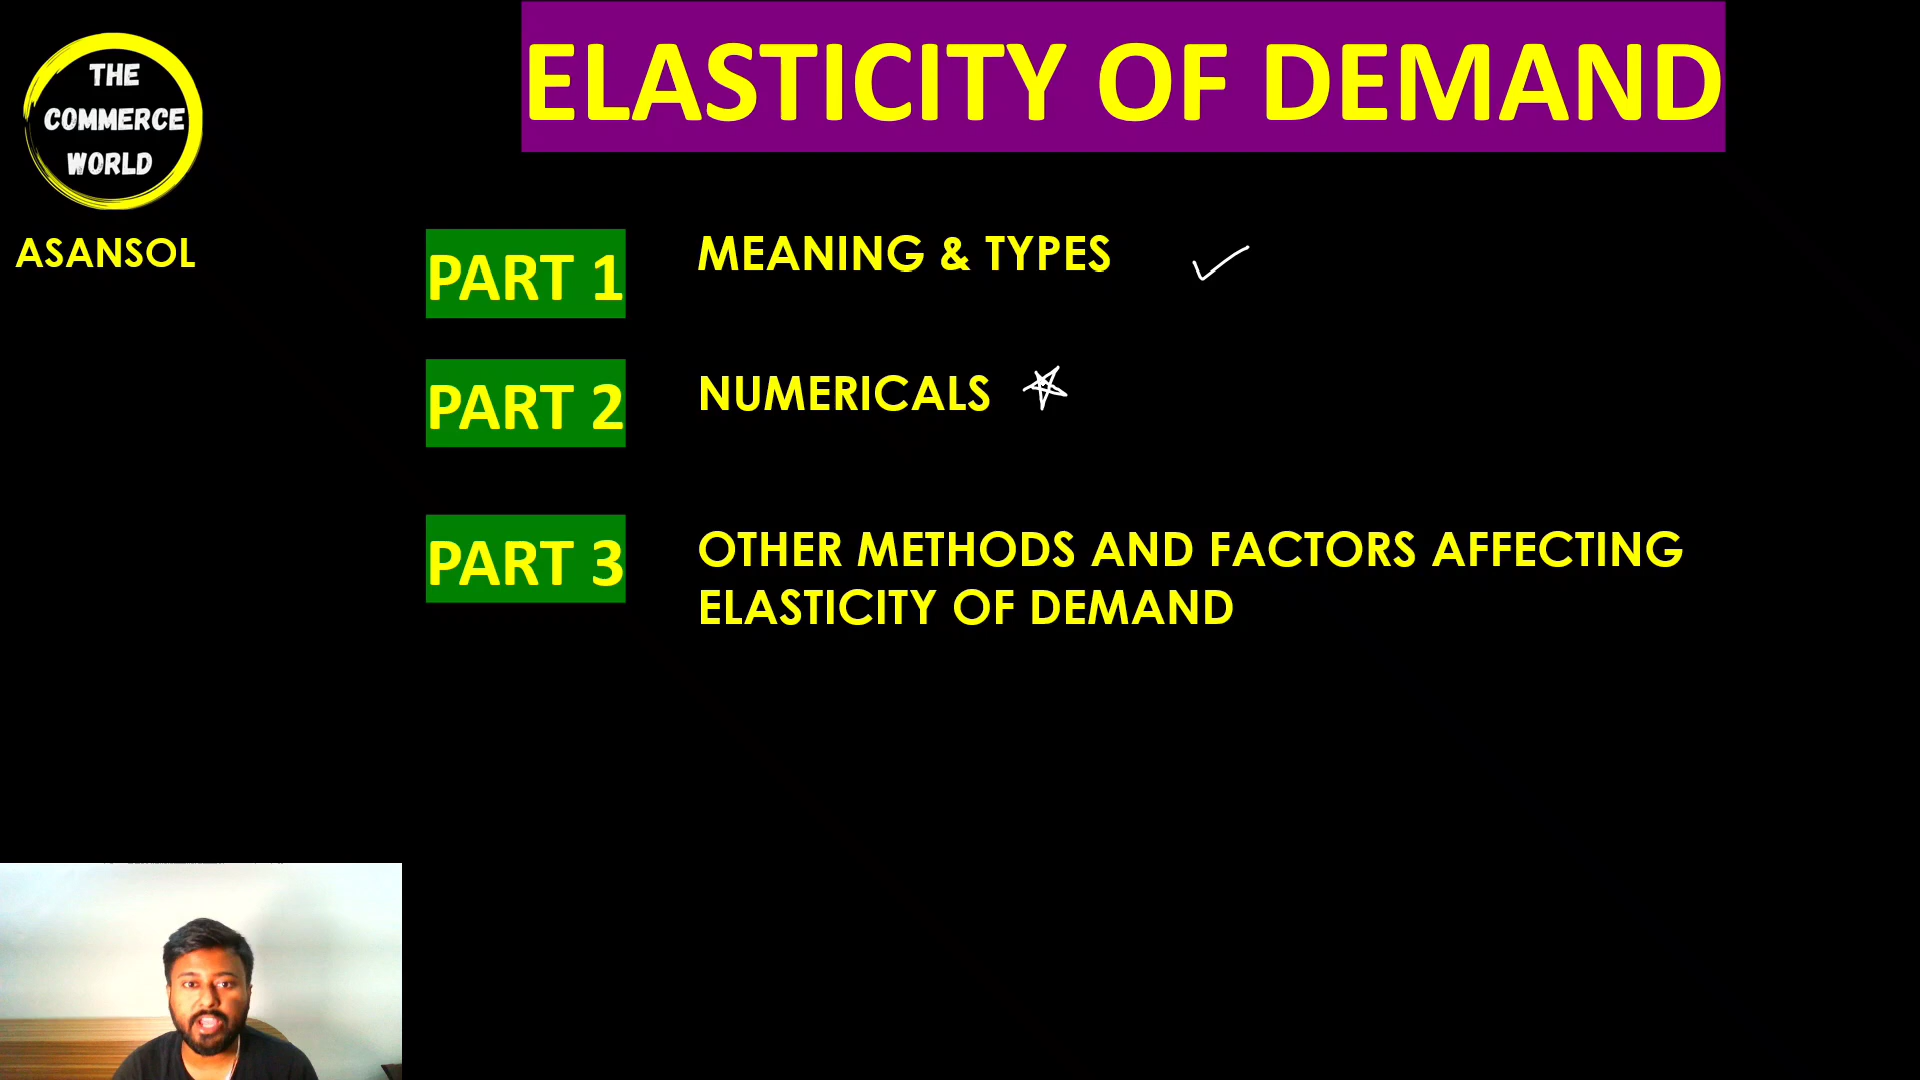 THE
COMMERCE
WORLD
ASANSOL
ELASTICITY OF DEMAND
PART 1
MEANING & TYPES
PART 2
NUMERICALS
PART 3
OTHER METHODS AND FACTORS AFFECTING
ELASTICITY OF DEMAND